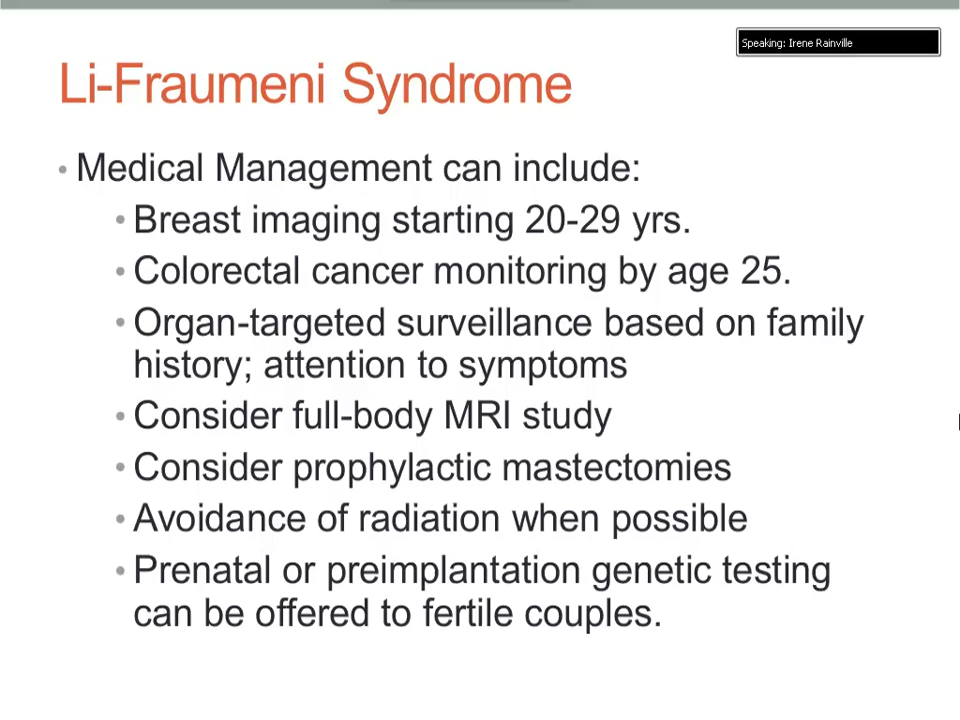 Speaking: Irene Rainville
Li-Fraumeni Syndrome
• Medical Management can include:
• Breast imaging starting 20-29 yrs.
• Colorectal cancer monitoring by age 25.
• Organ-targeted surveillance based on family
history; attention to symptoms
• Consider full-body MRI study
• Consider prophylactic mastectomies
• Avoidance of radiation when possible
• Prenatal or preimplantation genetic testing
can be offered to fertile couples.